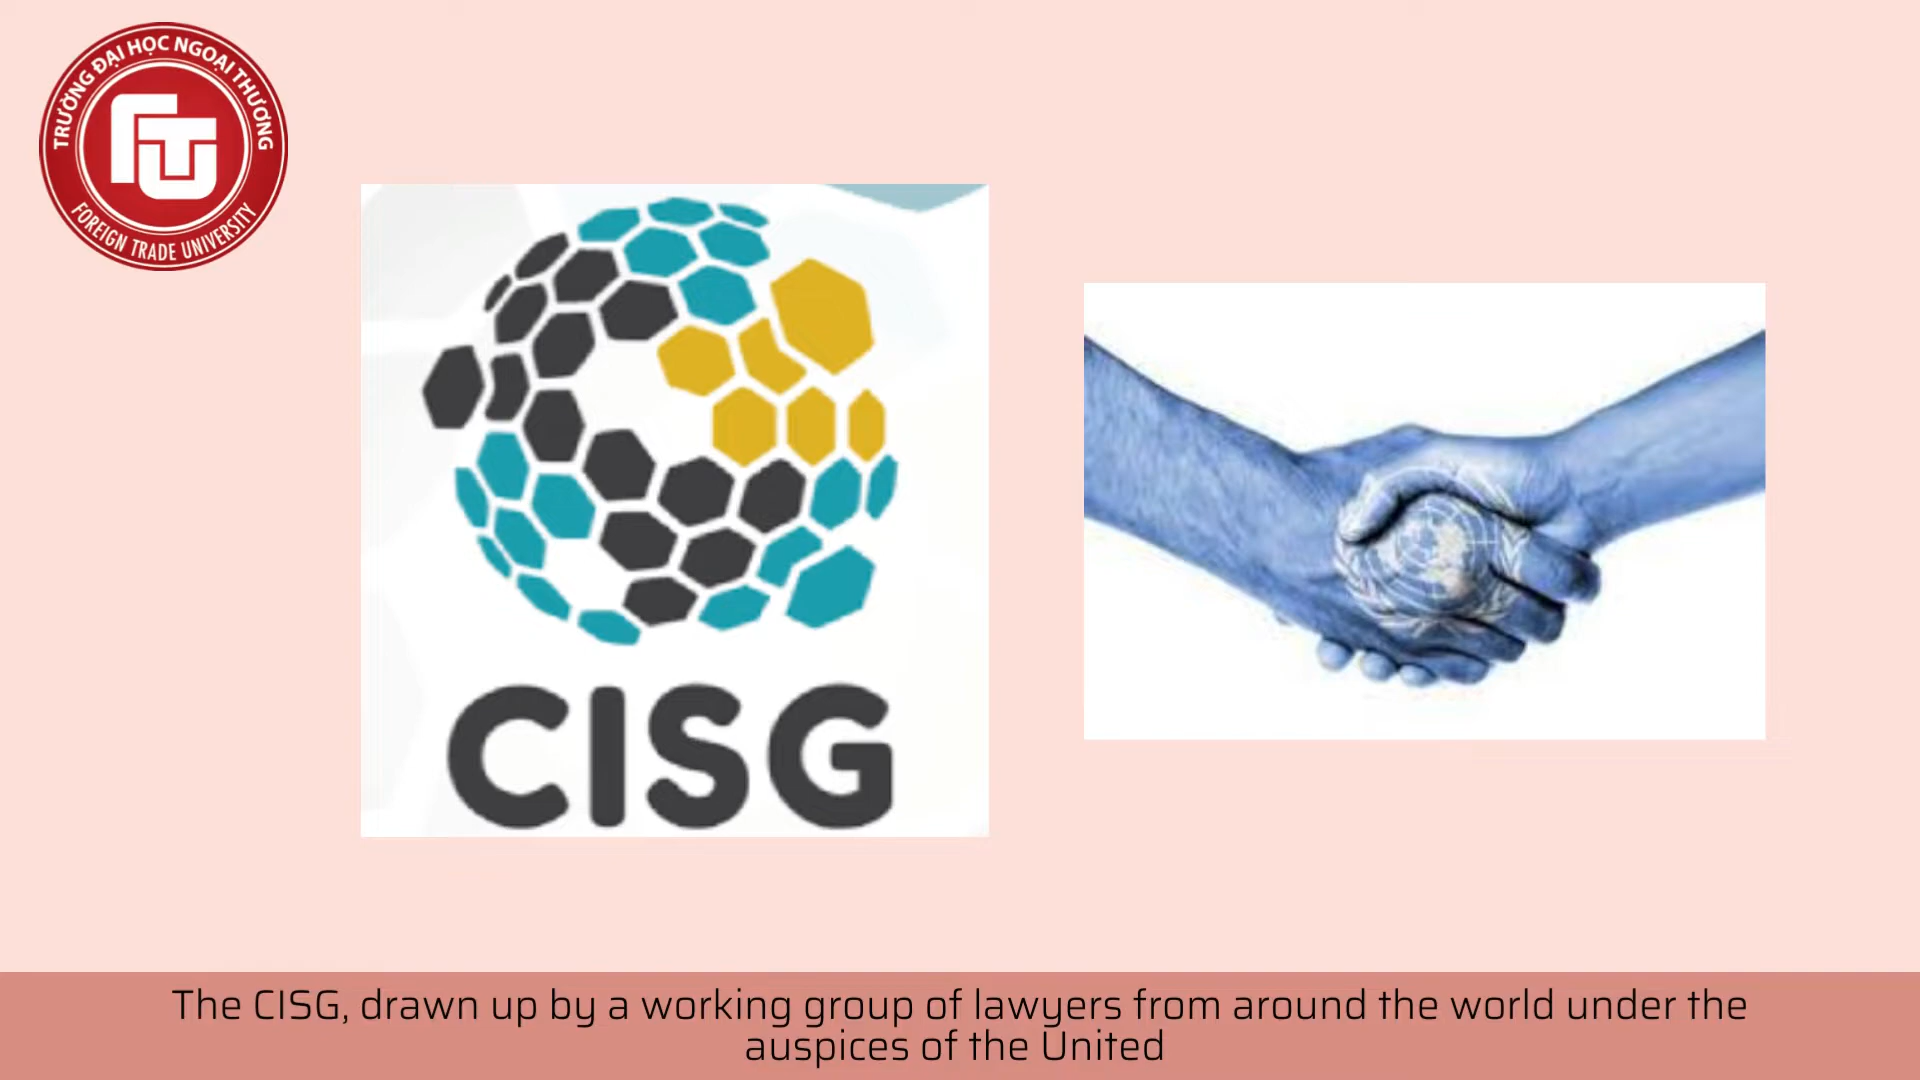 TRƯỜNG ĐẠI HỌC NGOẠI THƯƠNG
FTU
FOREIGN TRADE UNIVERSITY
CISG
The CISG, drawn up by a working group of lawyers from around the world under the
auspices of the United